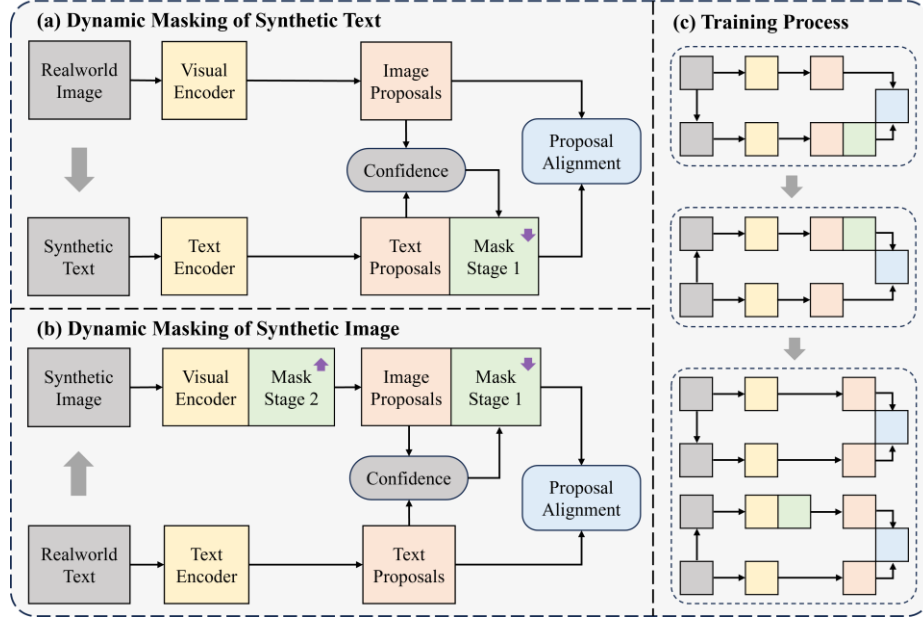 (a) Dynamic Masking of Synthetic Text
Realworld
Image
Visual
Encoder
Image
Proposals
Confidence
Proposal
Alignment
Synthetic
Text
Text
Encoder
Text
Proposals
Mask
Stage 1
(b) Dynamic Masking of Synthetic Image
Synthetic
Image
Visual
Encoder
Mask
Stage 2
Image
Proposals
Mask
Stage 1
Confidence
Proposal
Alignment
Realworld
Text
Text
Encoder
Text
Proposals
(c) Training Process